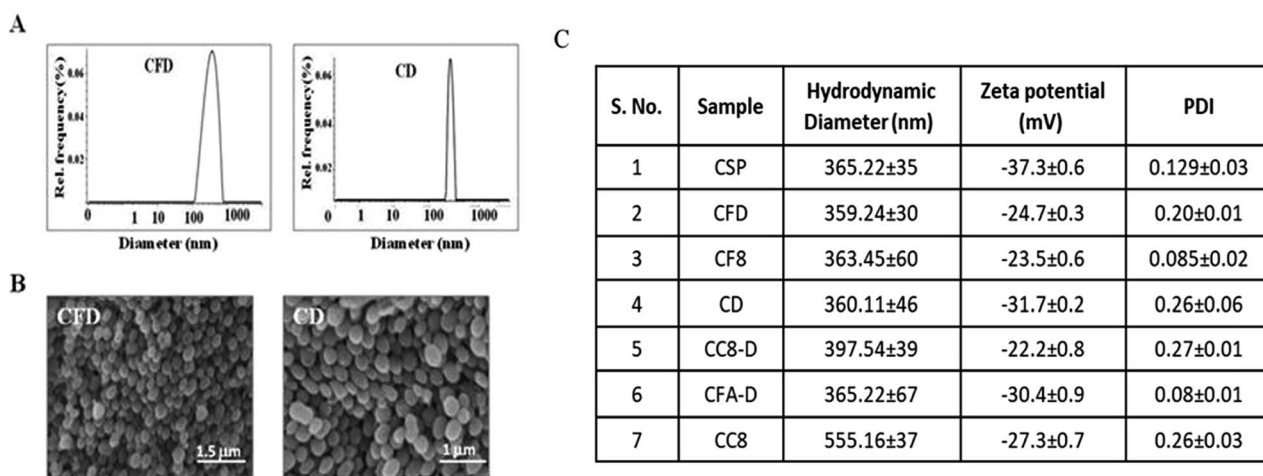 A
CFD
Rel. frequency(%)
0.06
0.04
0.02
0 1 10 100 1000
Diameter (nm)
CD
Rel. frequency(%)
0.06
0.04
0.02
0 1 10 100 1000
Diameter (nm)
B
CFD
1.5 μm
CD
1 μm
C
S. No. Sample Hydrodynamic Diameter (nm) Zeta potential (mV) PDI
1 CSP 365.22±35 -37.3±0.6 0.129±0.03
2 CFD 359.24±30 -24.7±0.3 0.20±0.01
3 CF8 363.45±60 -23.5±0.6 0.085±0.02
4 CD 360.11±46 -31.7±0.2 0.26±0.06
5 CC8-D 397.54±39 -22.2±0.8 0.27±0.01
6 CFA-D 365.22±67 -30.4±0.9 0.08±0.01
7 CC8 555.16±37 -27.3±0.7 0.26±0.03